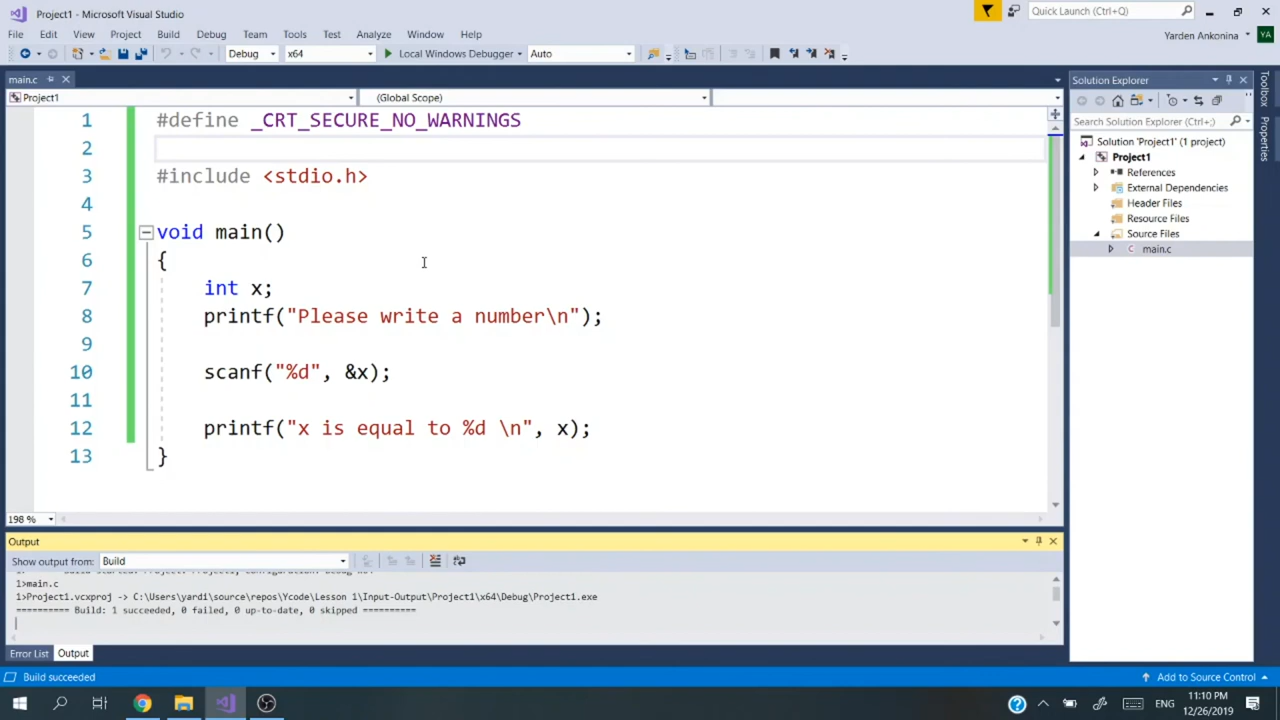 Project1 - Microsoft Visual Studio
Quick Launch (Ctrl+Q)
File Edit View Project Build Debug Team Tools Test Analyze Window Help
Yarden Ankonina
YA
Debug x64 Local Windows Debugger Auto
main.c
Project1
(Global Scope)
1 #define _CRT_SECURE_NO_WARNINGS
2
3 #include <stdio.h>
4
5 void main()
6 {
7 int x;
8 printf("Please write a number\n");
9
10 scanf("%d", &x);
11
12 printf("x is equal to %d \n", x);
13 }
198 %
Solution Explorer
Search Solution Explorer (Ctrl+;)
Solution 'Project1' (1 project)
Project1
References
External Dependencies
Header Files
Resource Files
Source Files
main.c
Toolbox
Properties
Output
Show output from: Build
1>main.c
1>Project1.vcxproj -> C:\Users\yardi\source\repos\Ycode\Lesson 1\Input-Output\Project1\x64\Debug\Project1.exe
========== Build: 1 succeeded, 0 failed, 0 up-to-date, 0 skipped ==========
Error List Output
Build succeeded
Add to Source Control
ENG
11:10 PM
12/26/2019